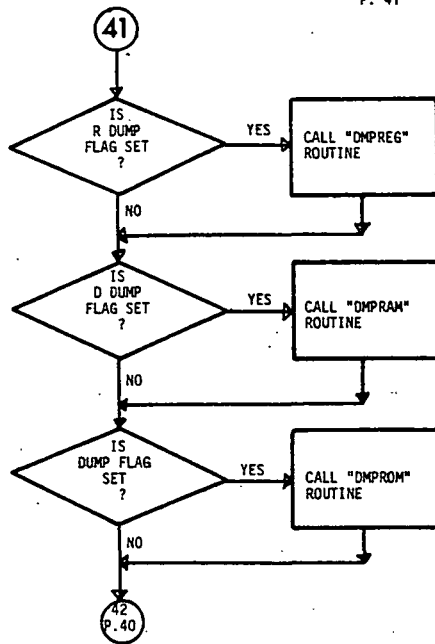 P. 41
41
IS
R DUMP
FLAG SET
?
YES
CALL "DMPREG"
ROUTINE
NO
IS
D DUMP
FLAG SET
?
YES
CALL "DMPRAM"
ROUTINE
NO
IS
DUMP FLAG
SET
?
YES
CALL "DMPROM"
ROUTINE
NO
42
P.40